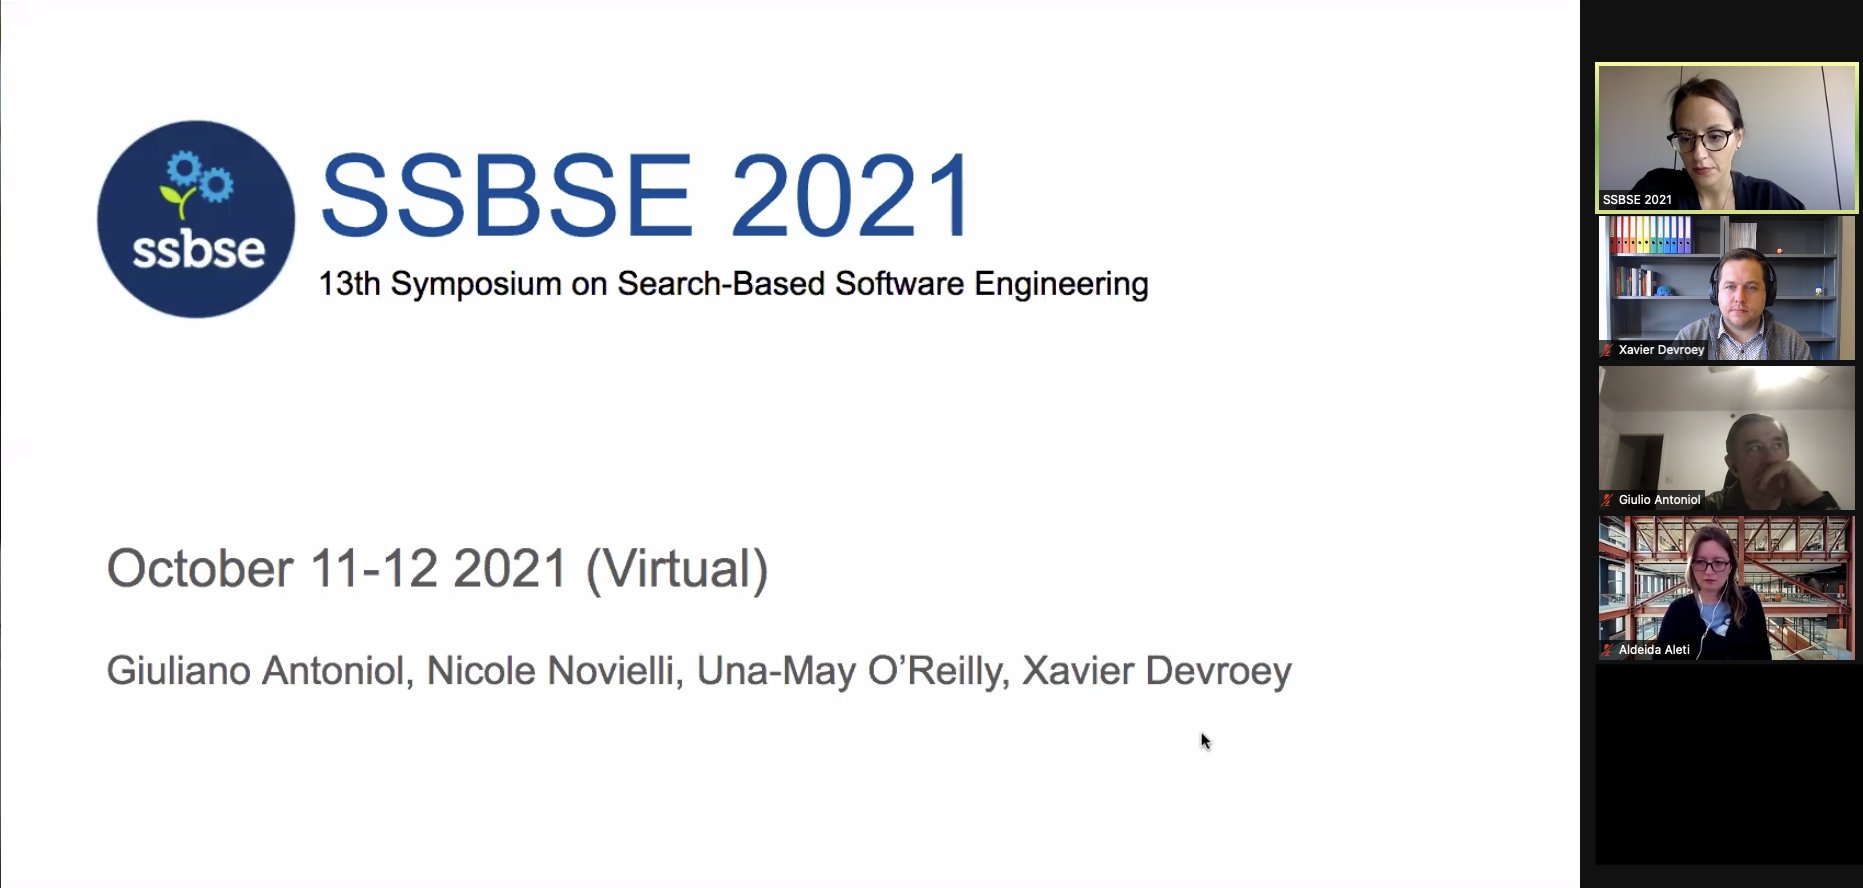 ssbse
SSBSE 2021
13th Symposium on Search-Based Software Engineering
October 11-12 2021 (Virtual)
Giuliano Antoniol, Nicole Novielli, Una-May O’Reilly, Xavier Devroey
SSBSE 2021
Xavier Devroey
Giulio Antoniol
Aldeida Aleti